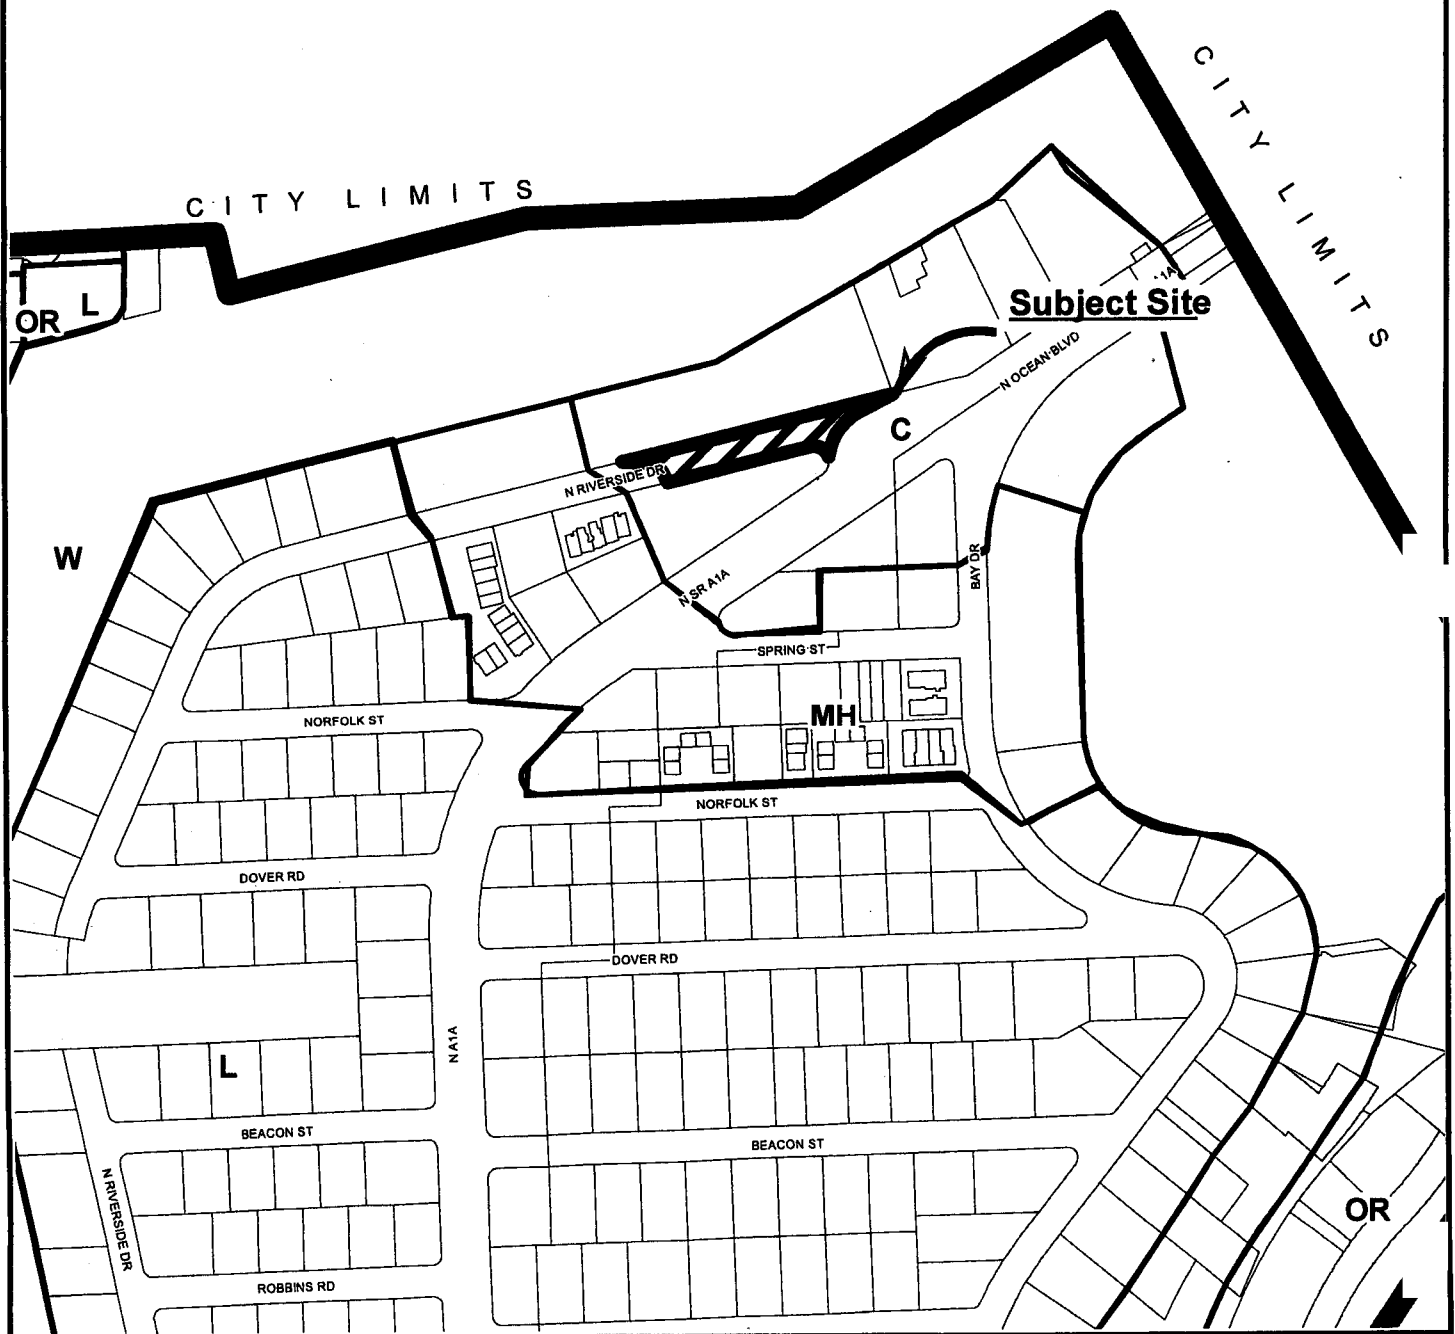 CITY LIMITS
CITY LIMITS
L
OR
Subject Site
1A
N OCEAN BLVD
C
N RIVERSIDE DR
W
BAY DR
N SR A1A
SPRING ST
NORFOLK ST
MH
NORFOLK ST
DOVER RD
DOVER RD
N A1A
L
BEACON ST
BEACON ST
N RIVERSIDE DR
OR
ROBBINS RD